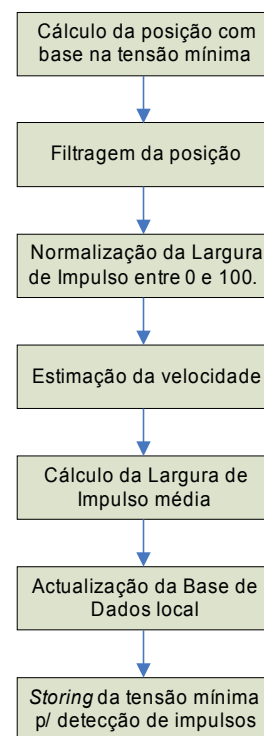 Cálculo da posição com
base na tensão mínima
Filtragem da posição
Normalização da Largura
de Impulso entre 0 e 100.
Estimação da velocidade
Cálculo da Largura de
Impulso média
Actualização da Base de
Dados local
Storing da tensão mínima
p/ detecção de impulsos